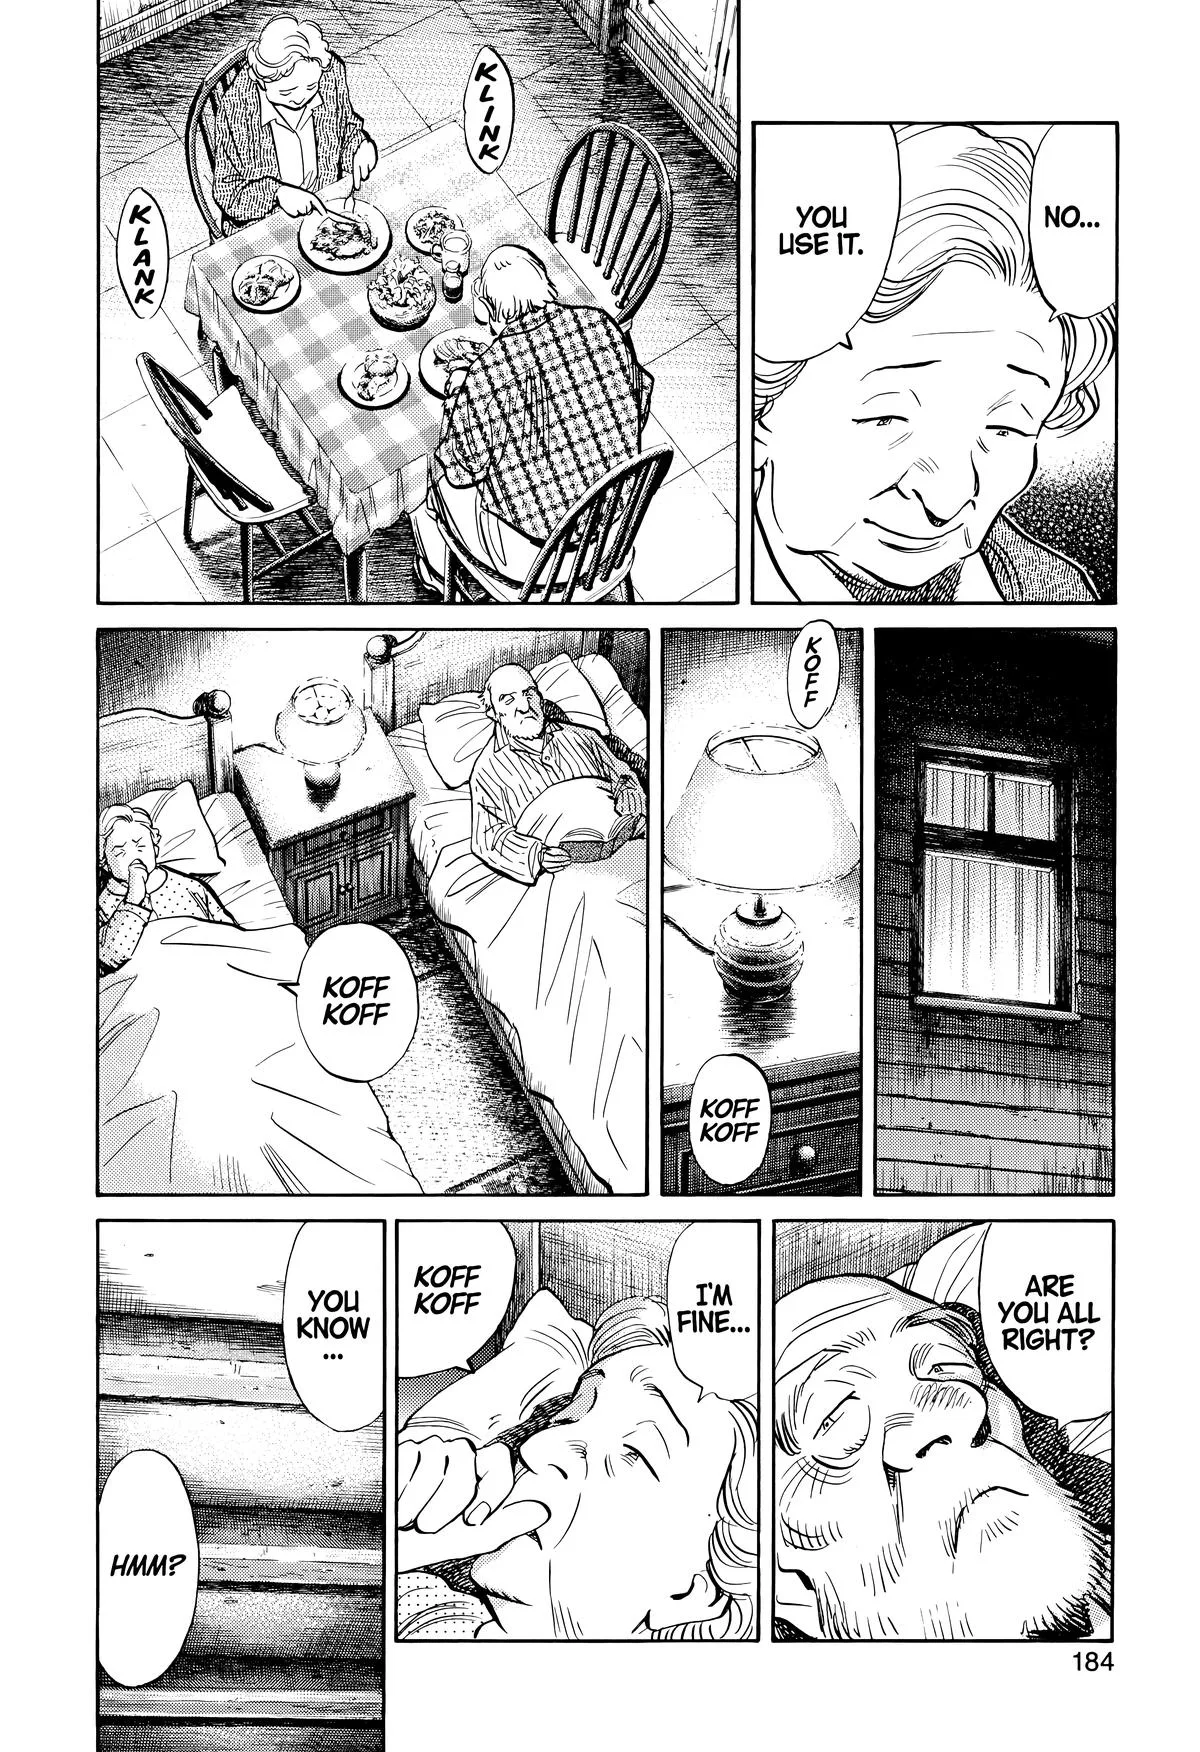 NO...
YOU
USE IT.
KLINK
KLANK
KOFF
KOFF
KOFF
KOFF
KOFF
ARE
YOU ALL
RIGHT?
I'M
FINE...
KOFF
KOFF
YOU
KNOW
...
HMM?
184